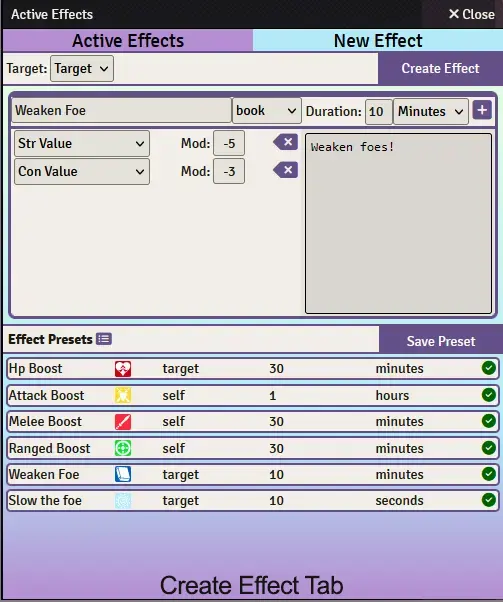 Active Effects
✕ Close
Active Effects
New Effect
Target: Target
Create Effect
Weaken Foe book Duration: 10 Minutes +
Str Value Mod: -5
Con Value Mod: -3
Weaken foes!
Effect Presets
Save Preset
Hp Boost target 30 minutes
Attack Boost self 1 hours
Melee Boost self 30 minutes
Ranged Boost self 30 minutes
Weaken Foe target 10 minutes
Slow the foe target 10 seconds
Create Effect Tab